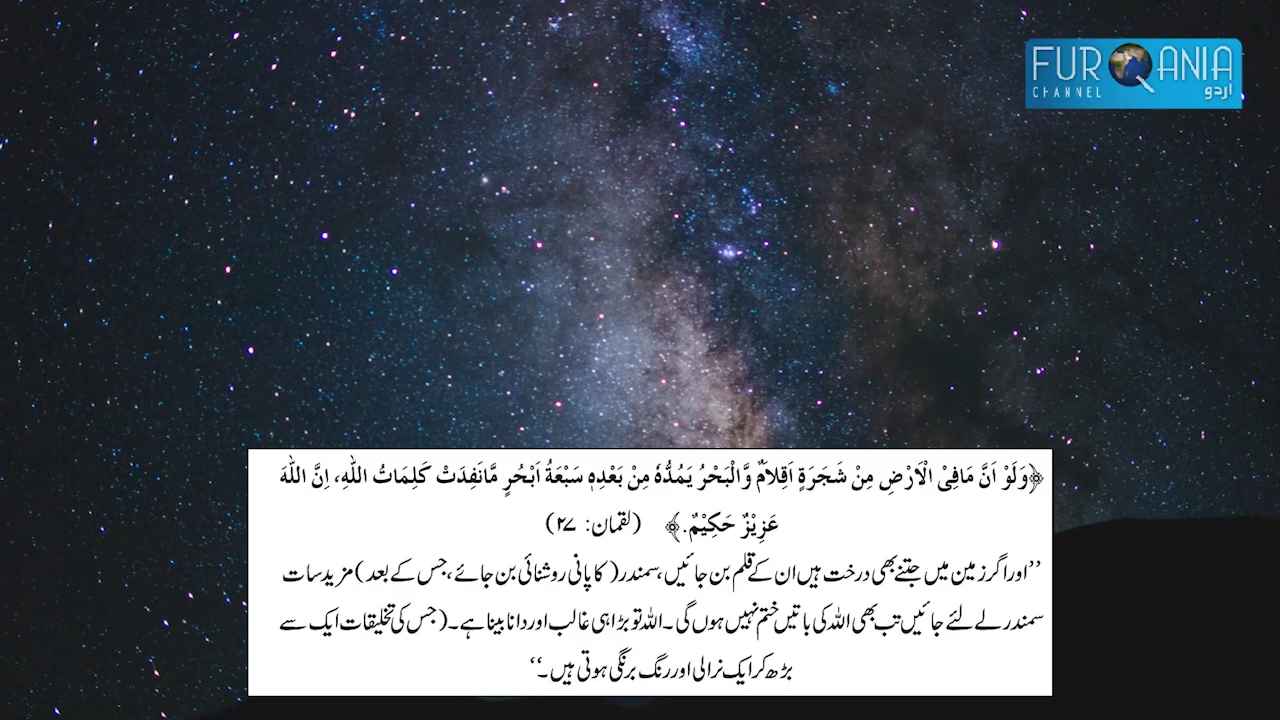 FURQANIA
CHANNEL اردو
﴿وَلَوْ اَنَّ مَافِیْ الْاَرْضِ مِنْ شَجَرَةٍ اَقِلَامٌ وَّالْبَحْرُ یَمُدُّهٗ مِنْ بَعْدِهٖ سَبْعَةُ اَبْحُرٍ مَّانَفِدَتْ كَلِمَاتُ اللّٰهِ، اِنَّ اللّٰهَ
عَزِیْزٌ حَكِیْمٌ.﴾ (لقمان: ۲۷)
’’اور اگر زمین میں جتنے بھی درخت ہیں ان کے قلم بن جائیں، سمندر (کا پانی روشنائی بن جائے، جس کے بعد) مزید سات
سمندر لے لئے جائیں تب بھی اللہ کی باتیں ختم نہیں ہوں گی۔ اللہ تو بڑا ہی غالب اور دانا بینا ہے۔ (جس کی تخلیقات ایک سے
بڑھ کر ایک نرالی اور رنگ برنگی ہوتی ہیں۔‘‘